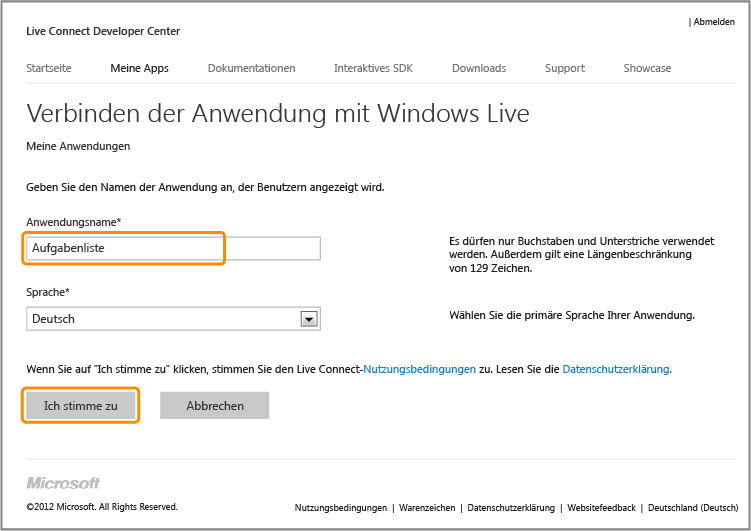 | Abmelden
Live Connect Developer Center
Startseite Meine Apps Dokumentationen Interaktives SDK Downloads Support Showcase
Verbinden der Anwendung mit Windows Live
Meine Anwendungen
Geben Sie den Namen der Anwendung an, der Benutzern angezeigt wird.
Anwendungsname*
Aufgabenliste
Es dürfen nur Buchstaben und Unterstriche verwendet
werden. Außerdem gilt eine Längenbeschränkung
von 129 Zeichen.
Sprache*
Deutsch
Wählen Sie die primäre Sprache Ihrer Anwendung.
Wenn Sie auf "Ich stimme zu" klicken, stimmen Sie den Live Connect-Nutzungsbedingungen zu. Lesen Sie die Datenschutzerklärung.
Ich stimme zu Abbrechen
Microsoft
©2012 Microsoft. All Rights Reserved. Nutzungsbedingungen | Warenzeichen | Datenschutzerklärung | Websitefeedback | Deutschland (Deutsch)